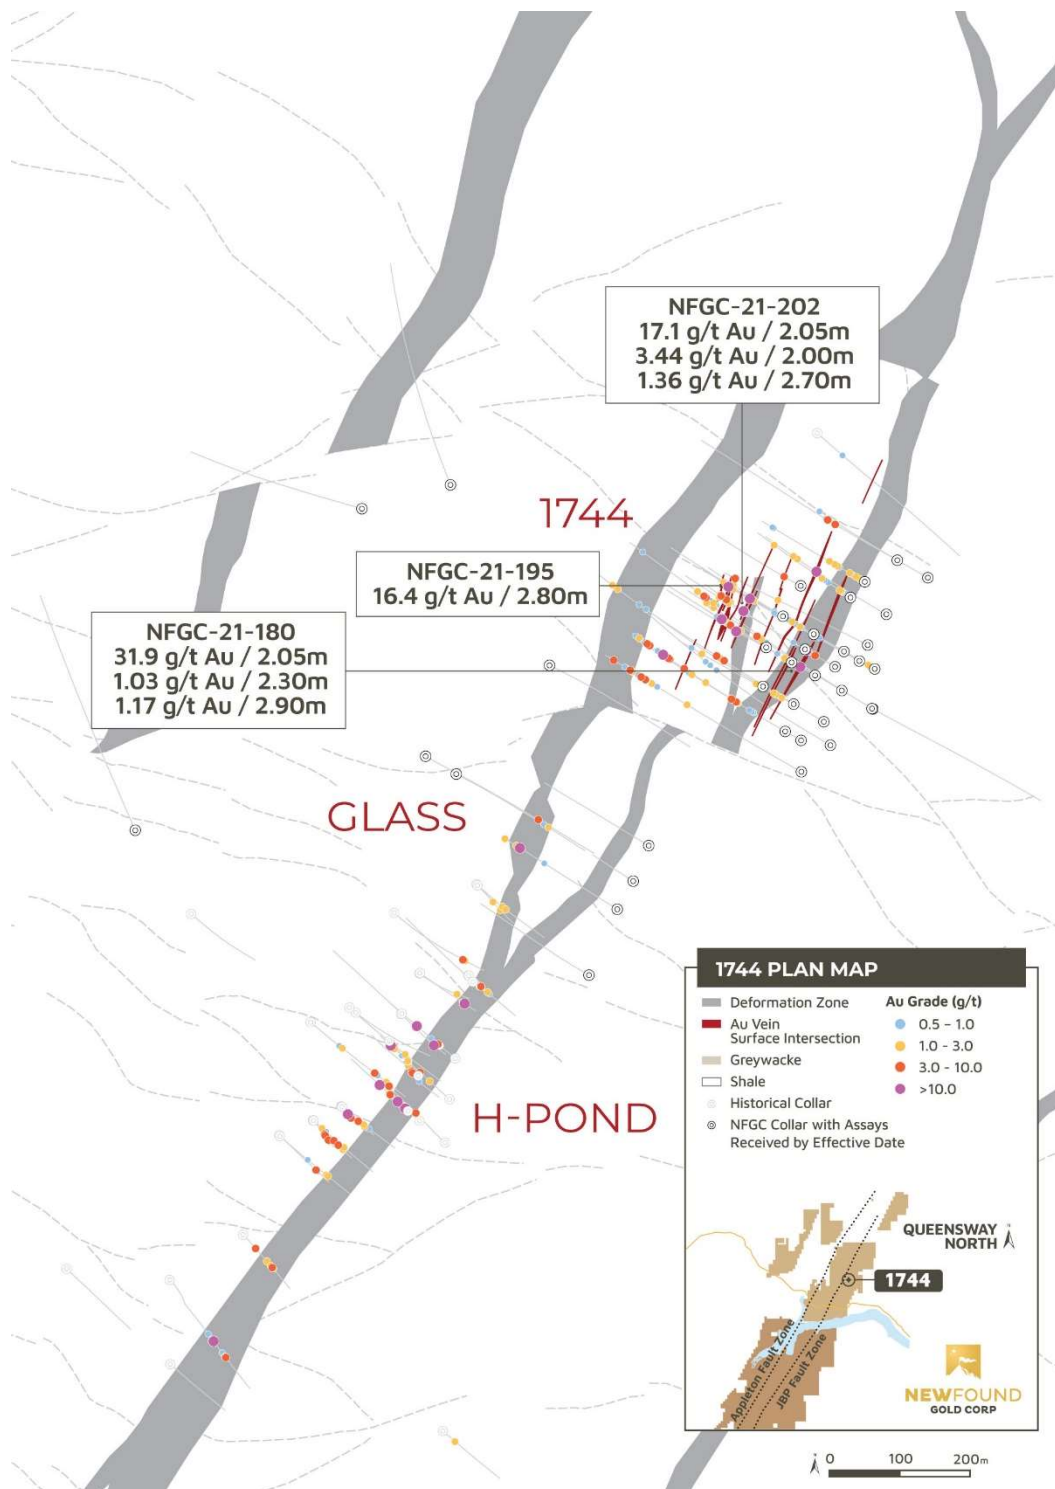 NFGC-21-202
17.1 g/t Au / 2.05m
3.44 g/t Au / 2.00m
1.36 g/t Au / 2.70m
1744
NFGC-21-195
16.4 g/t Au / 2.80m
NFGC-21-180
31.9 g/t Au / 2.05m
1.03 g/t Au / 2.30m
1.17 g/t Au / 2.90m
GLASS
H-POND
1744 PLAN MAP
Deformation Zone
Au Vein
Surface Intersection
Greywacke
Shale
Historical Collar
NFGC Collar with Assays
Received by Effective Date
Au Grade (g/t)
0.5 - 1.0
1.0 - 3.0
3.0 - 10.0
>10.0
QUEENSWAY
NORTH
1744
Appleton Fault Zone
JBP Fault Zone
NEWFOUND
GOLD CORP
0 100 200m